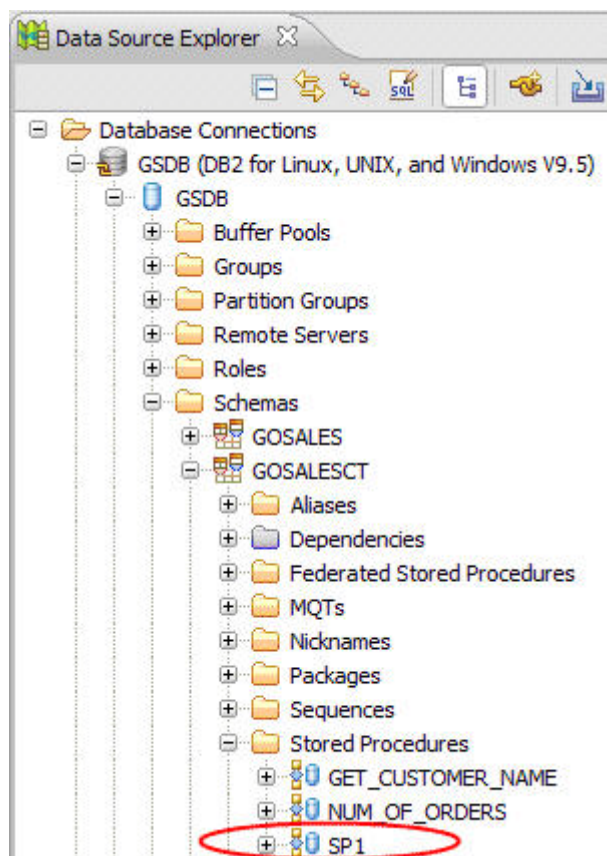 Data Source Explorer
SQL
Database Connections
GSDB (DB2 for Linux, UNIX, and Windows V9.5)
GSDB
Buffer Pools
Groups
Partition Groups
Remote Servers
Roles
Schemas
GOSALES
GOSALESCT
Aliases
Dependencies
Federated Stored Procedures
MQTs
Nicknames
Packages
Sequences
Stored Procedures
GET_CUSTOMER_NAME
NUM_OF_ORDERS
SP1